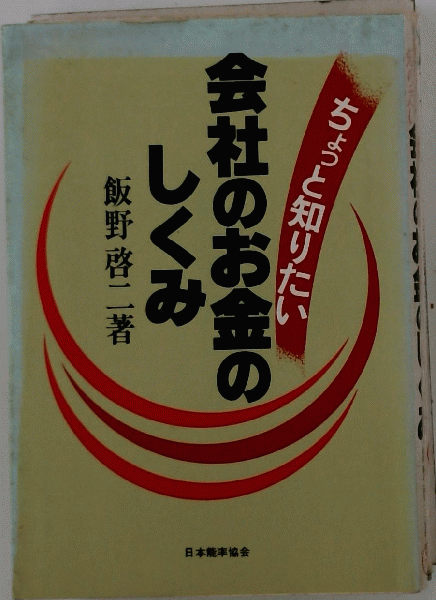 ちょっと知りたい
会社のお金の
しくみ
飯野啓二著
日本能率協会